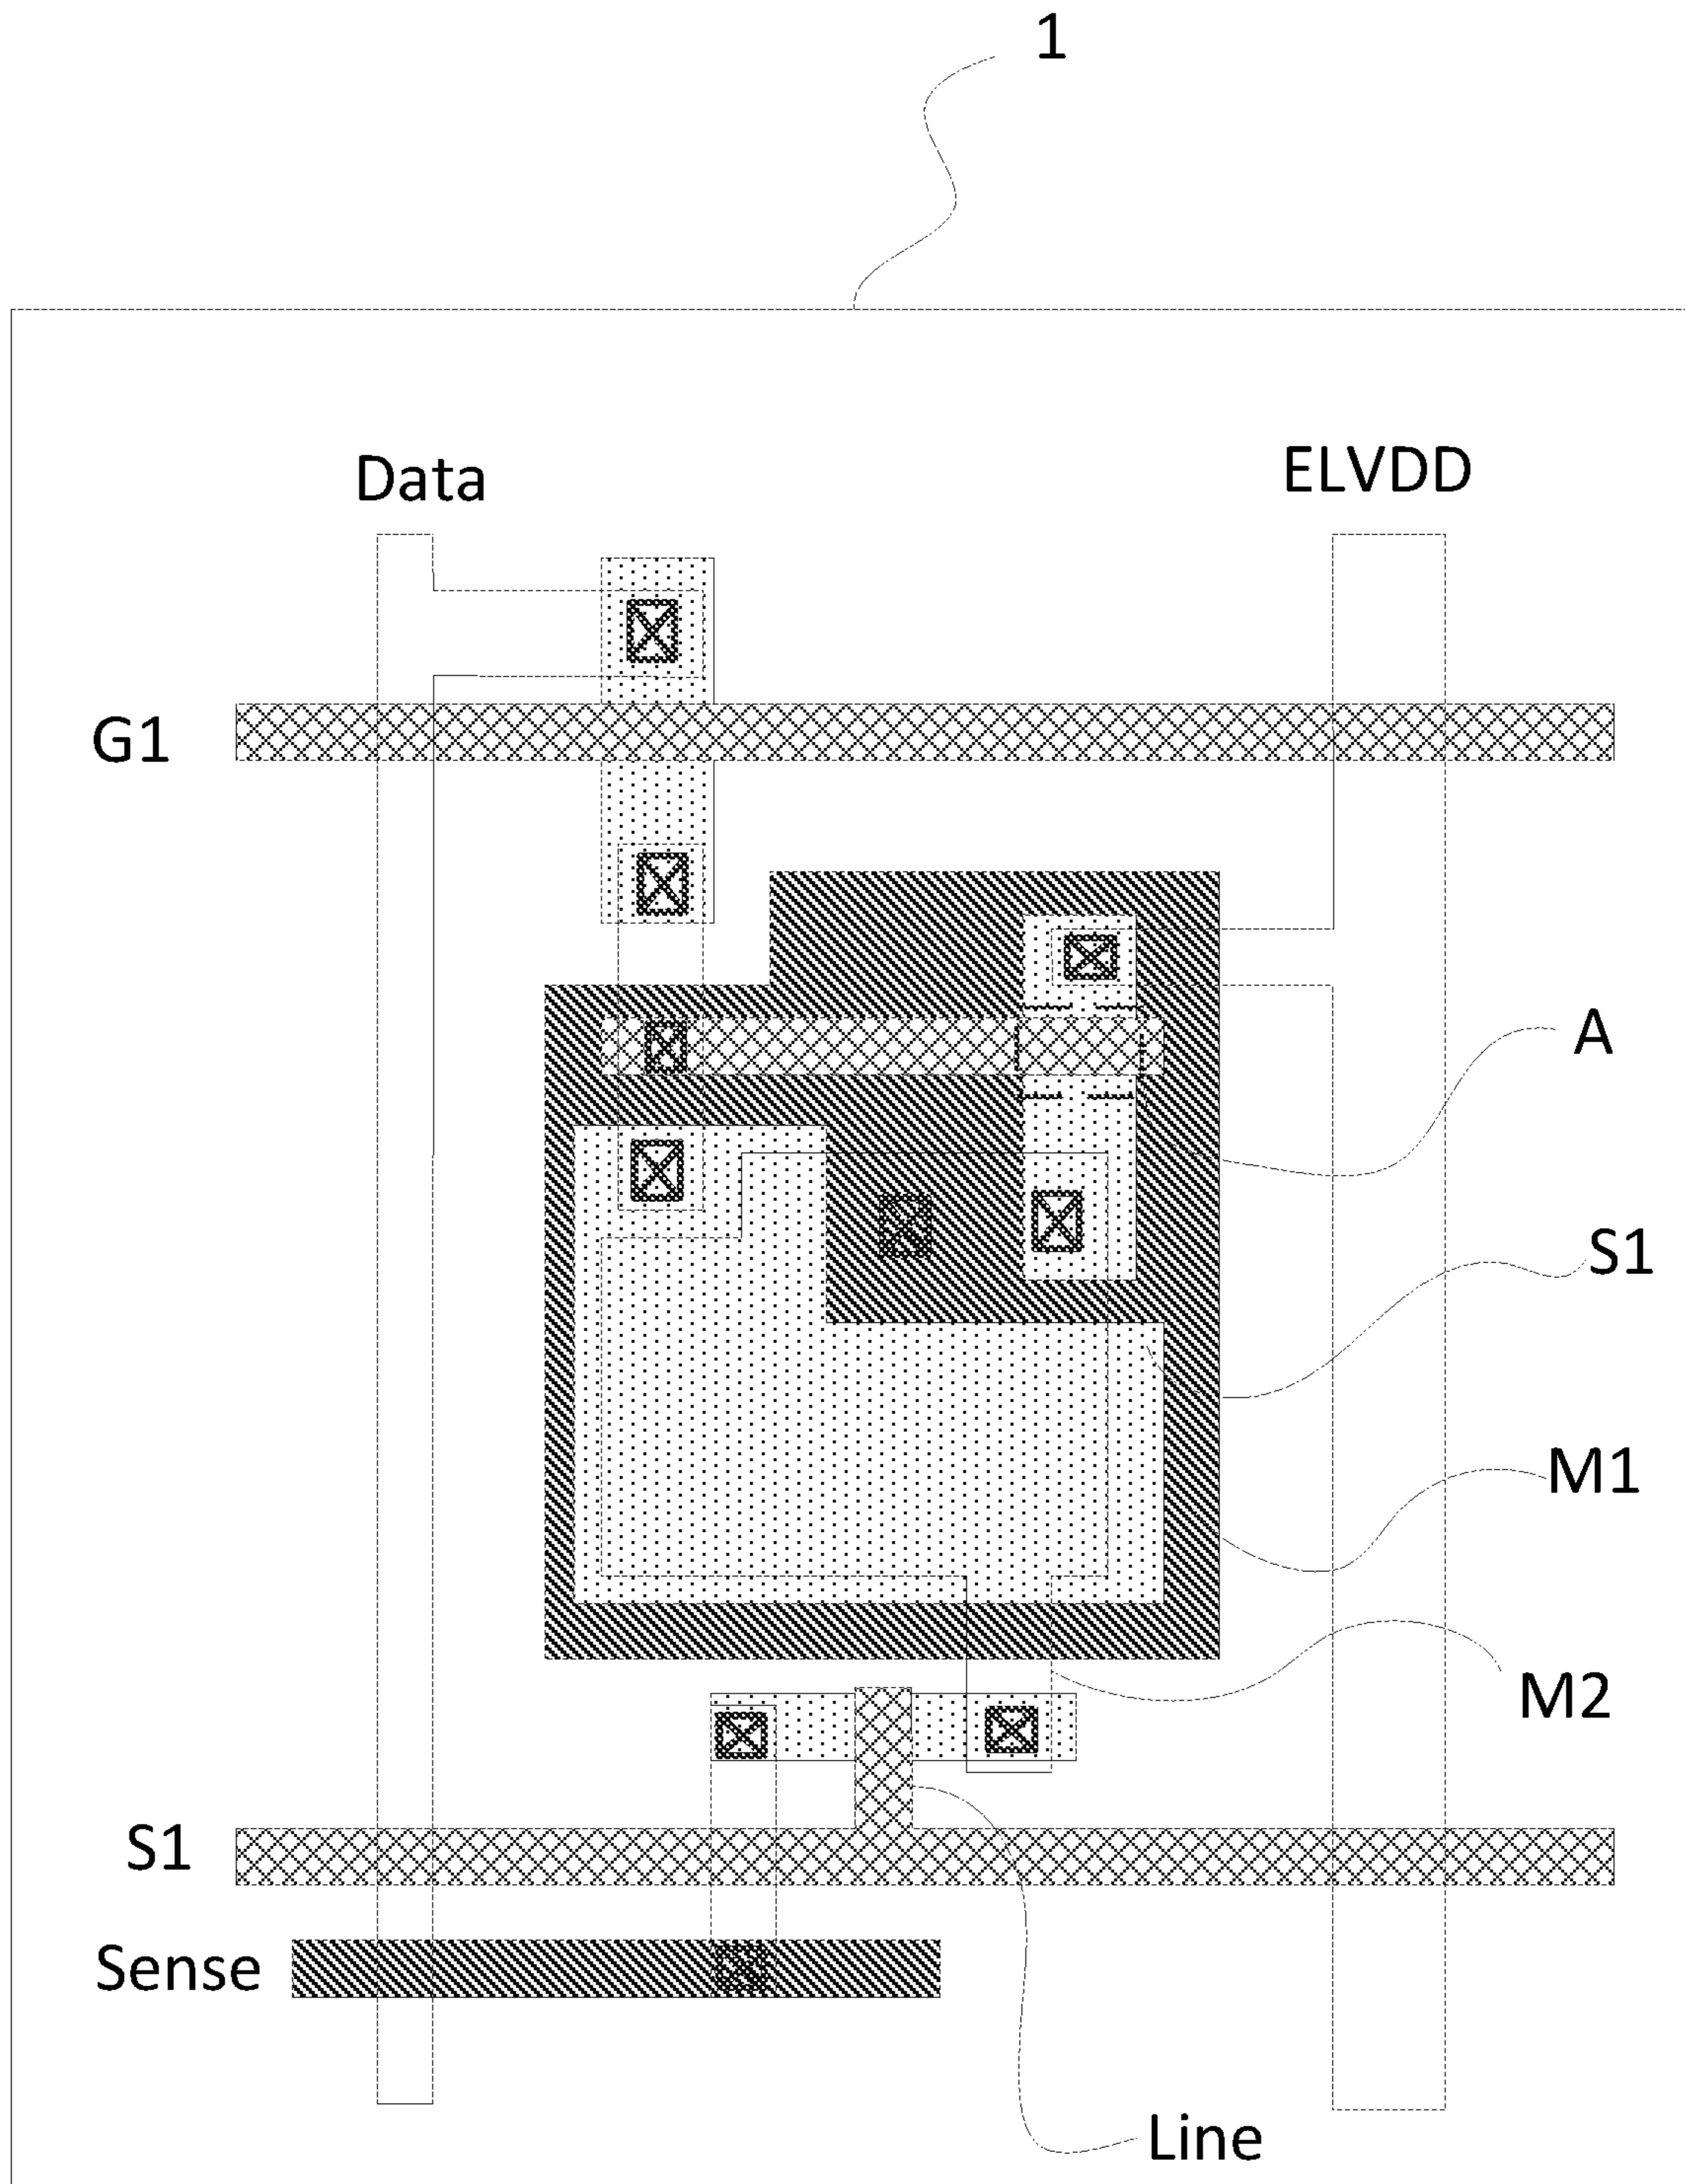 1
Data
ELVDD
G1
A
S1
M1
M2
S1
Sense
Line